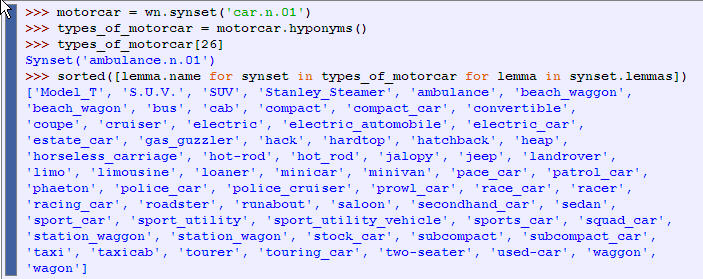 >>> motorcar = wn.synset('car.n.01')
>>> types_of_motorcar = motorcar.hyponyms()
>>> types_of_motorcar[26]
Synset('ambulance.n.01')
>>> sorted([lemma.name for synset in types_of_motorcar for lemma in synset.lemmas])
['Model_T', 'S.U.V.', 'SUV', 'Stanley_Steamer', 'ambulance', 'beach_waggon',
'beach_wagon', 'bus', 'cab', 'compact', 'compact_car', 'convertible',
'coupe', 'cruiser', 'electric', 'electric_automobile', 'electric_car',
'estate_car', 'gas_guzzler', 'hack', 'hardtop', 'hatchback', 'heap',
'horseless_carriage', 'hot-rod', 'hot_rod', 'jalopy', 'jeep', 'landrover',
'limo', 'limousine', 'loaner', 'minicar', 'minivan', 'pace_car', 'patrol_car',
'phaeton', 'police_car', 'police_cruiser', 'prowl_car', 'race_car', 'racer',
'racing_car', 'roadster', 'runabout', 'saloon', 'secondhand_car', 'sedan',
'sport_car', 'sport_utility', 'sport_utility_vehicle', 'sports_car', 'squad_car',
'station_waggon', 'station_wagon', 'stock_car', 'subcompact', 'subcompact_car',
'taxi', 'taxicab', 'tourer', 'touring_car', 'two-seater', 'used-car', 'waggon',
'wagon']